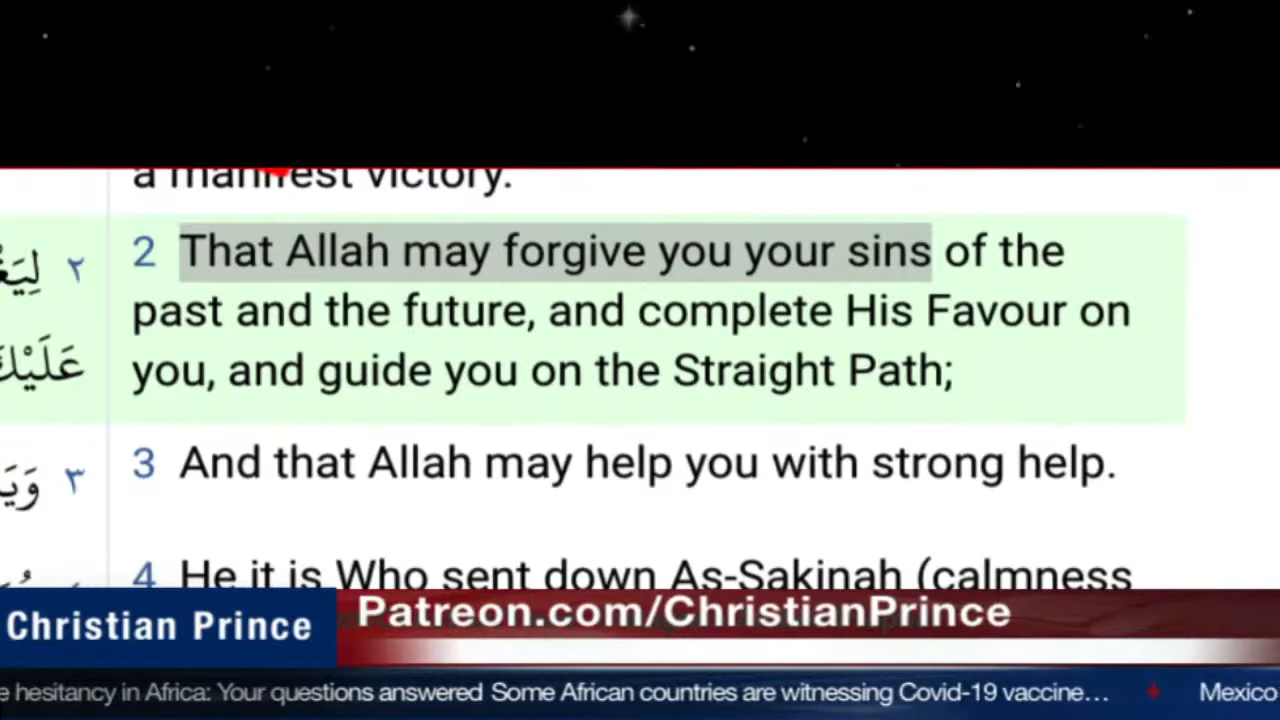 a manifest victory.
2 That Allah may forgive you your sins of the
past and the future, and complete His Favour on
you, and guide you on the Straight Path;
٢
عَلَيْكَ
3 And that Allah may help you with strong help.
٣
4 He it is Who sent down As-Sakinah (calmness
Christian Prince
Patreon.com/ChristianPrince
hesitancy in Africa: Your questions answered Some African countries are witnessing Covid-19 vaccine… Mexico